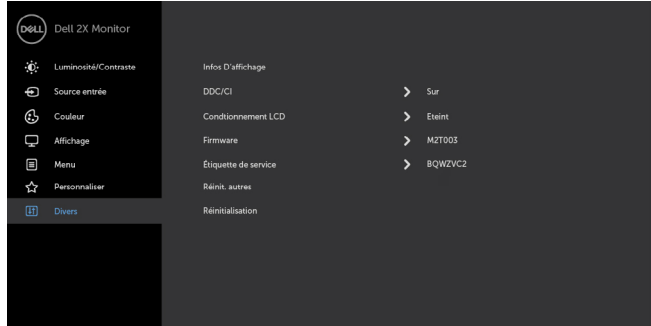 DELL Dell 2X Monitor
Luminosité/Contraste Infos D'affichage
Source entrée DDC/CI Sur
Couleur Condtionnement LCD Eteint
Affichage Firmware M2T003
Menu Étiquette de service BQWZVC2
Personnaliser Réinit. autres
Divers Réinitialisation